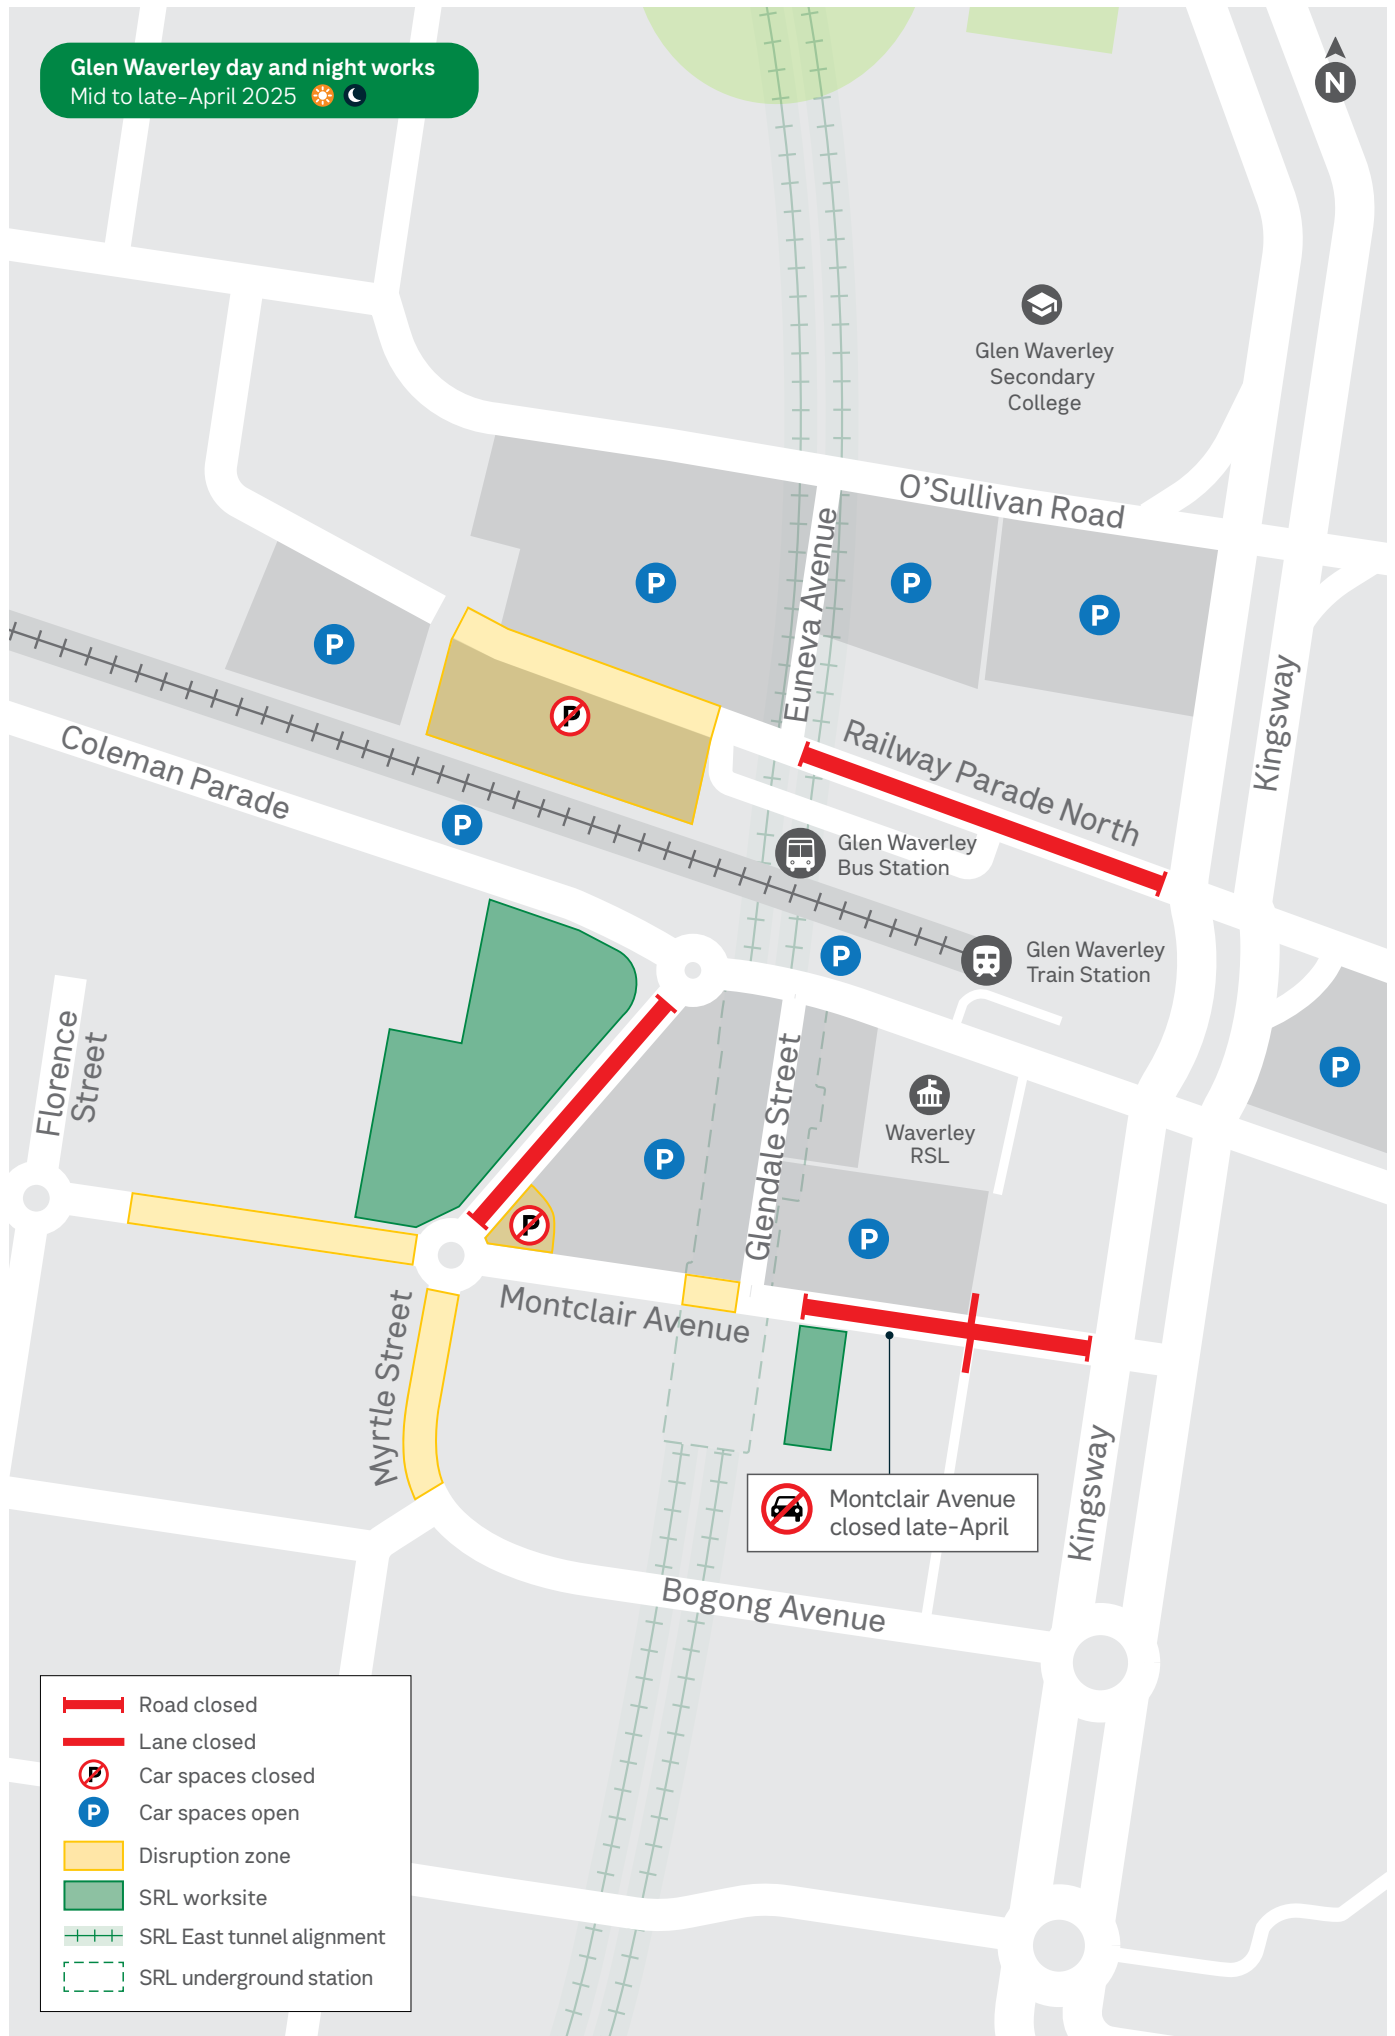 Glen Waverley day and night works
Mid to late-April 2025
N
Glen Waverley
Secondary
College
O'Sullivan Road
P
P
P
P
Euneva Avenue
Kingsway
P
Railway Parade North
Coleman Parade
P
Glen Waverley
Bus Station
P
Glen Waverley
Train Station
Florence
Street
P
Glendale Street
Waverley
RSL
P
P
P
Montclair Avenue
Myrtle Street
Kingsway
Montclair Avenue
closed late-April
Bogong Avenue
Road closed
Lane closed
P
Car spaces closed
P
Car spaces open
Disruption zone
SRL worksite
SRL East tunnel alignment
SRL underground station